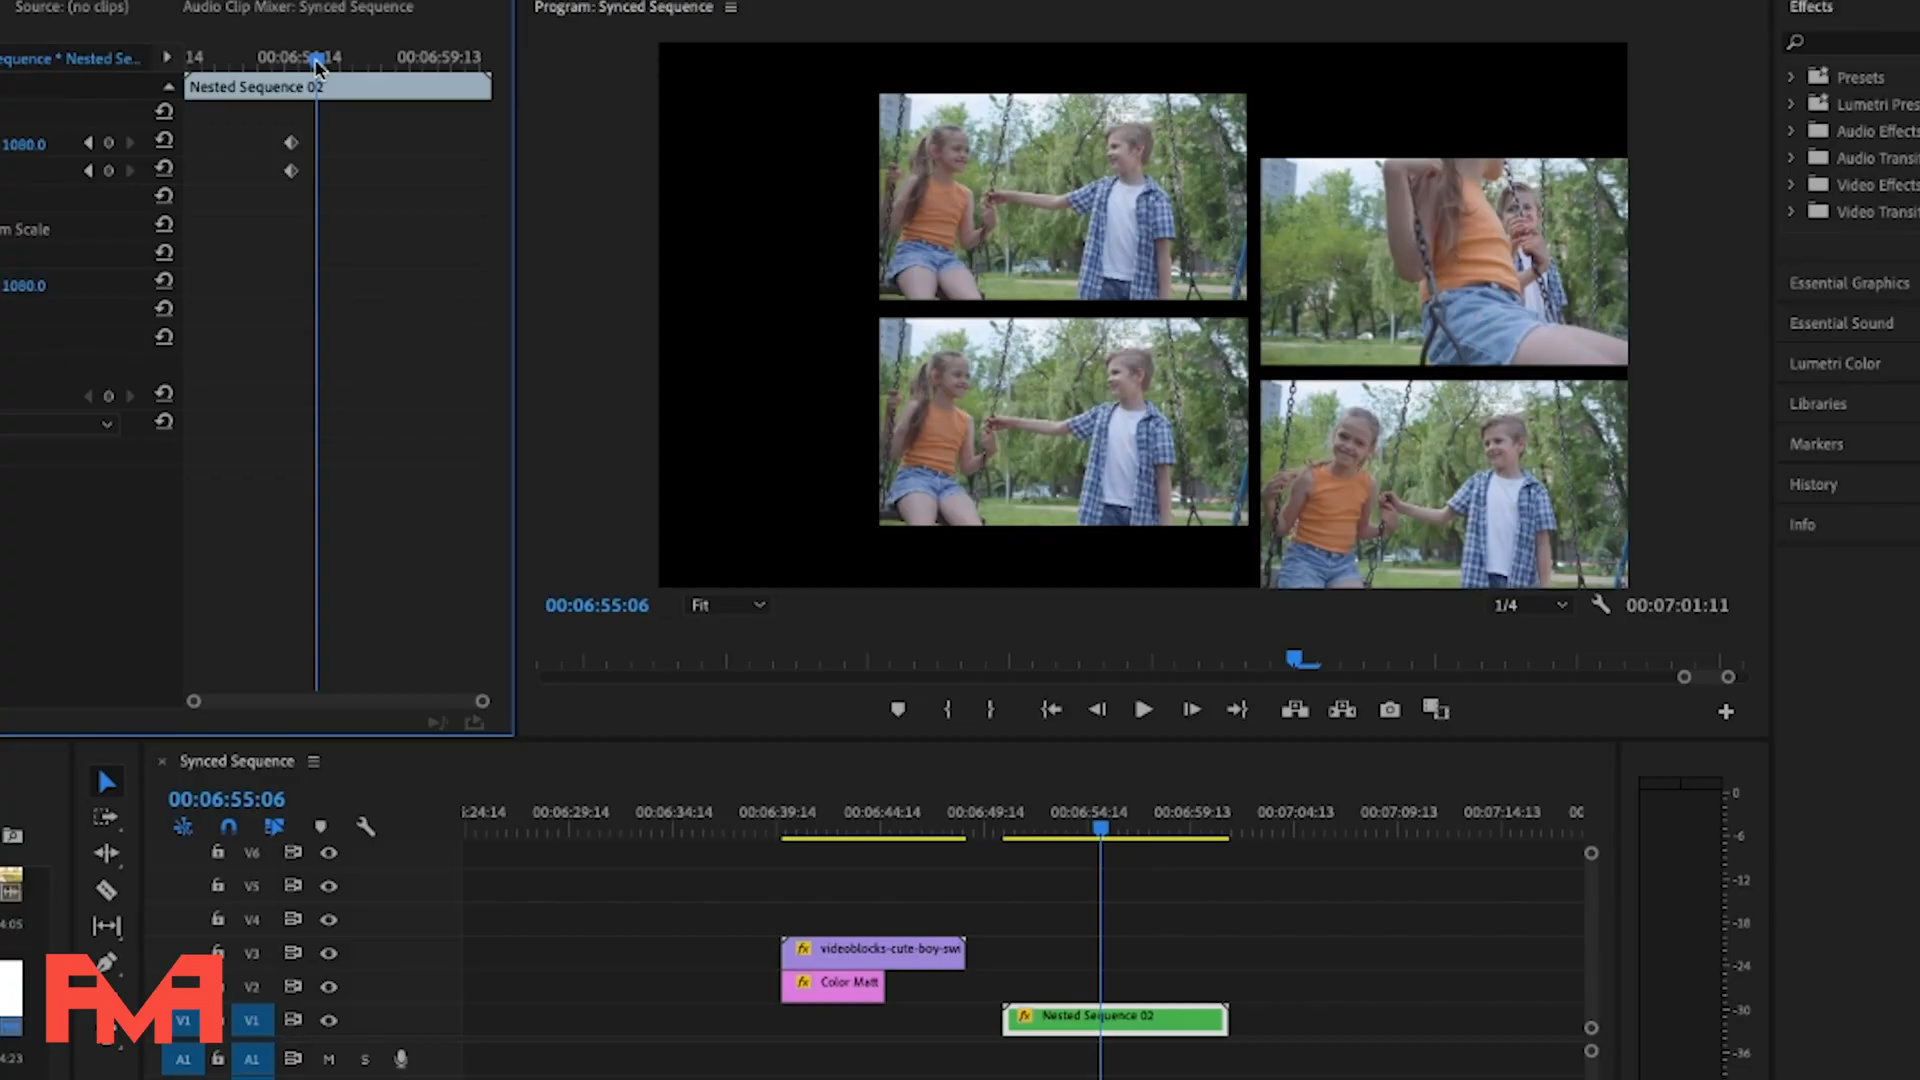 Source: (no clips)
Audio Clip Mixer: Synced Sequence
Program: Synced Sequence
Effects
equence * Nested Se...
14
00:06:54:14
00:06:59:13
Nested Sequence 02
1080.0
m Scale
1080.0
Presets
Lumetri Pres
Audio Effects
Audio Transi
Video Effects
Video Transi
Essential Graphics
Essential Sound
Lumetri Color
Libraries
Markers
History
Info
00:06:55:06
Fit
1/4
00:07:01:11
Synced Sequence
00:06:55:06
:24:14
00:06:29:14
00:06:34:14
00:06:39:14
00:06:44:14
00:06:49:14
00:06:54:14
00:06:59:13
00:07:04:13
00:07:09:13
00:07:14:13
00
V6
V5
V4
V3
videoblocks-cute-boy-swi
V2
fx
Color Matt
V1
V1
fx
Nested Sequence 02
A1
A1
M
S
4:05
4:23
FMA
0
-6
-12
-18
-24
-30
-36